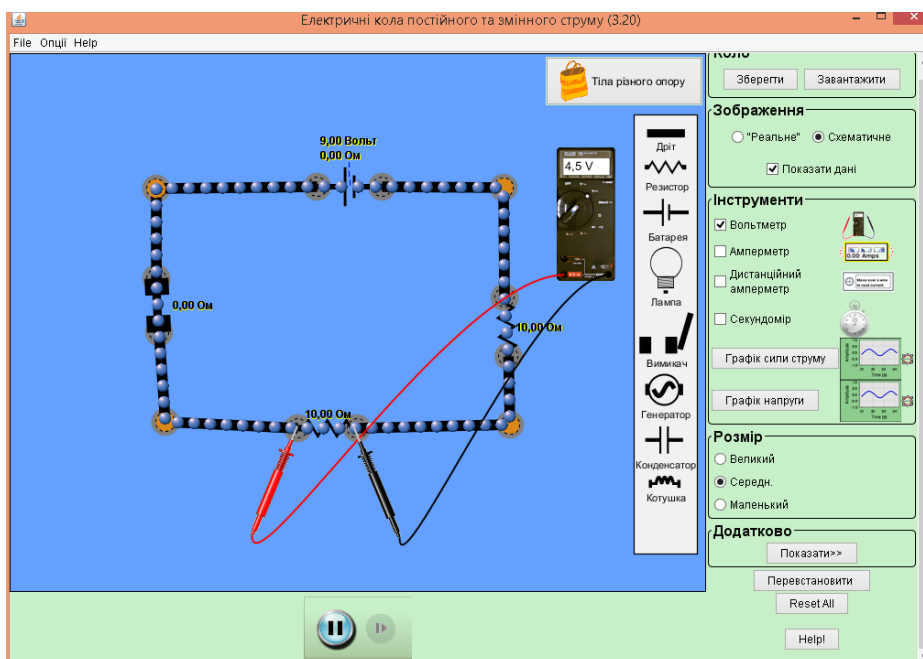 Електричні кола постійного та змінного струму (3.20)
File Опції Help
Тіла різного опору
9,00 Вольт
0,00 Ом
4,5 V
0,00 Ом
10,00 Ом
10,00 Ом
Дріт
Резистор
Батарея
Лампа
Вимикач
Генератор
Конденсатор
Котушка
Коло
Зберегти Завантажити
Зображення
"Реальне" Схематичне
Показати дані
Інструменти
Вольтметр
Амперметр
0.00 Amps
Дистанційний
амперметр
Секундомір
Графік сили струму
Графік напруги
Розмір
Великий
Середн.
Маленький
Додатково
Показати>>
Перевстановити
Reset All
Help!